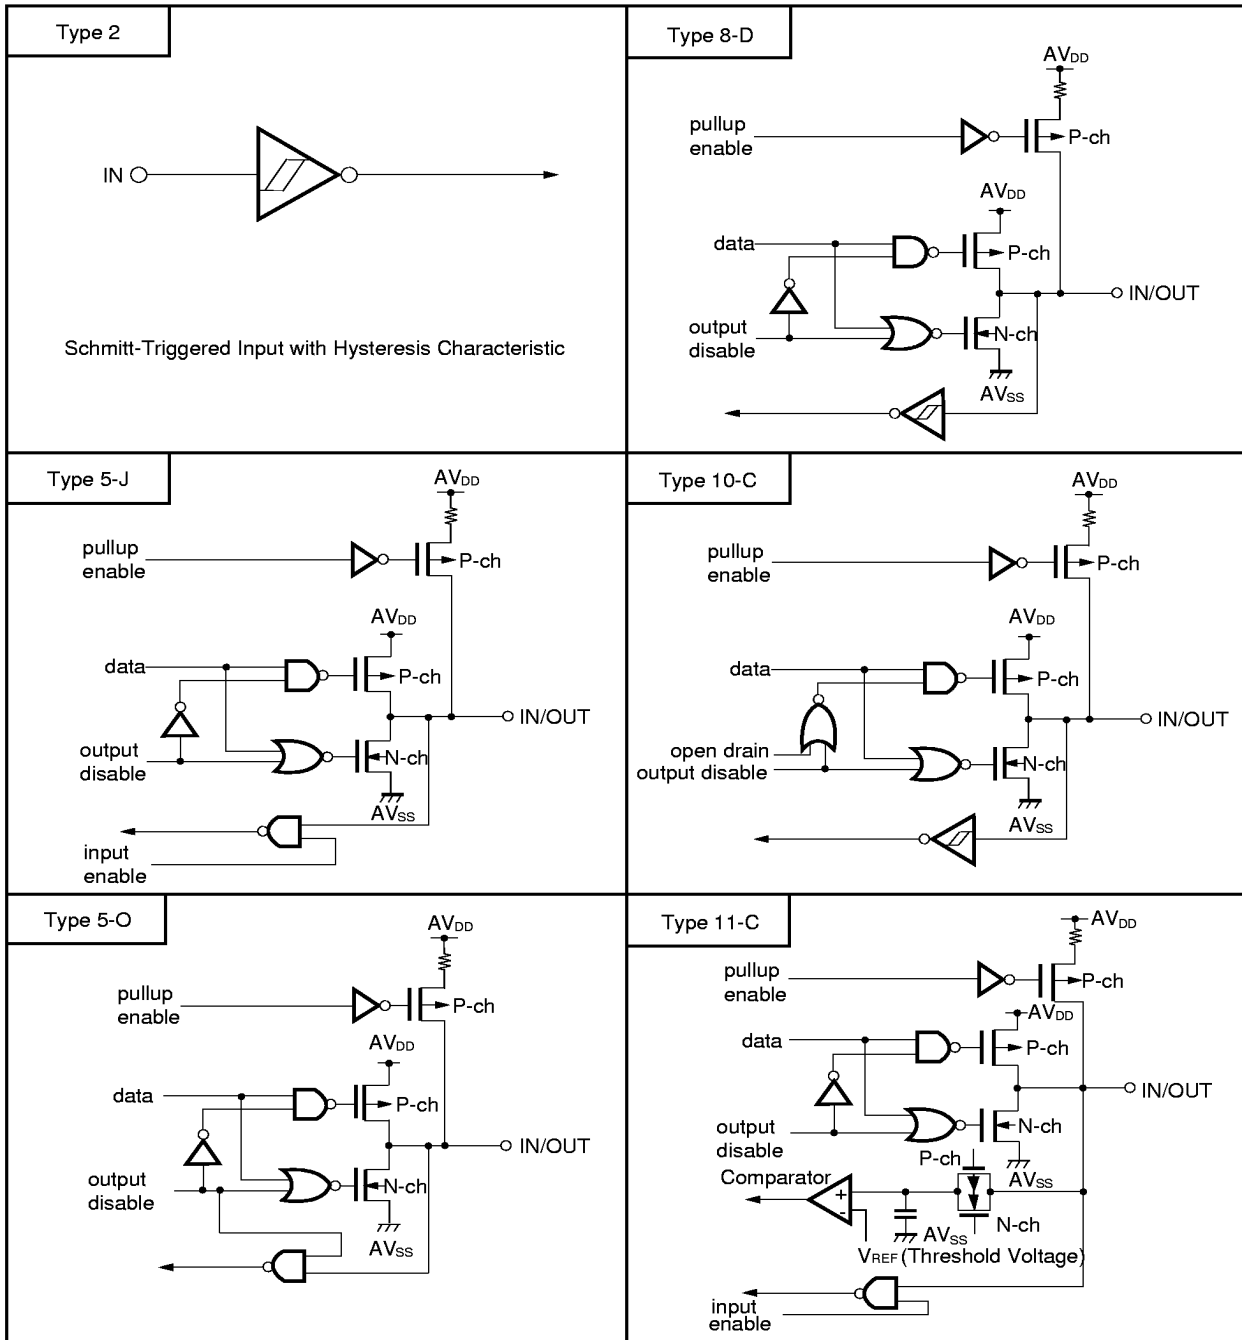 Type 2
IN
Schmitt-Triggered Input with Hysteresis Characteristic
Type 8-D
AVDD
pullup
enable
P-ch
AVDD
data
P-ch
IN/OUT
output
disable
N-ch
AVSS
Type 5-J
AVDD
pullup
enable
P-ch
AVDD
data
P-ch
IN/OUT
output
disable
N-ch
AVSS
input
enable
Type 10-C
AVDD
pullup
enable
P-ch
AVDD
data
P-ch
IN/OUT
open drain
output disable
N-ch
AVSS
Type 5-O
AVDD
pullup
enable
P-ch
AVDD
data
P-ch
IN/OUT
output
disable
N-ch
AVSS
Type 11-C
AVDD
pullup
enable
P-ch
AVDD
data
P-ch
IN/OUT
output
disable
N-ch
P-ch
AVSS
Comparator
+
-
N-ch
AVSS
VREF (Threshold Voltage)
input
enable